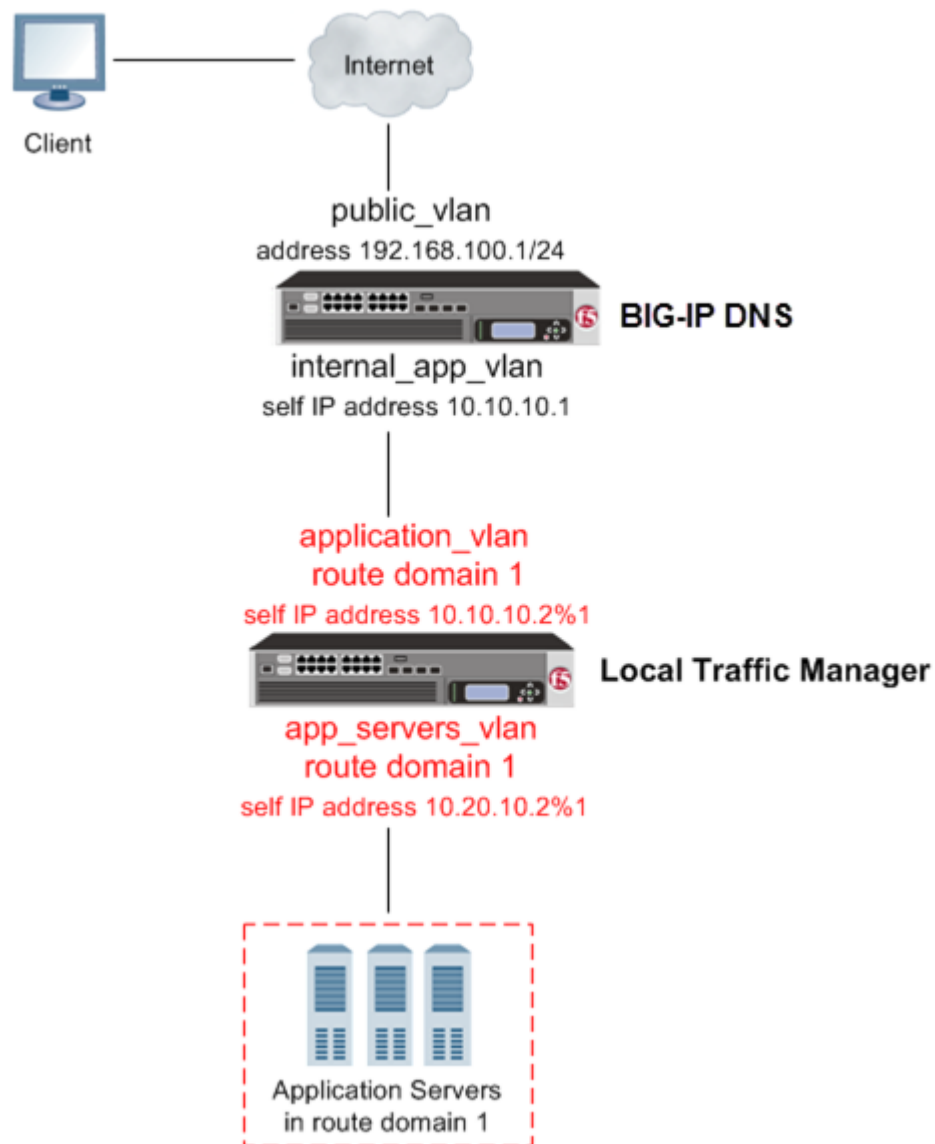 Internet
Client
public_vlan
address 192.168.100.1/24
BIG-IP DNS
internal_app_vlan
self IP address 10.10.10.1
application_vlan
route domain 1
self IP address 10.10.10.2%1
Local Traffic Manager
app_servers_vlan
route domain 1
self IP address 10.20.10.2%1
Application Servers
in route domain 1